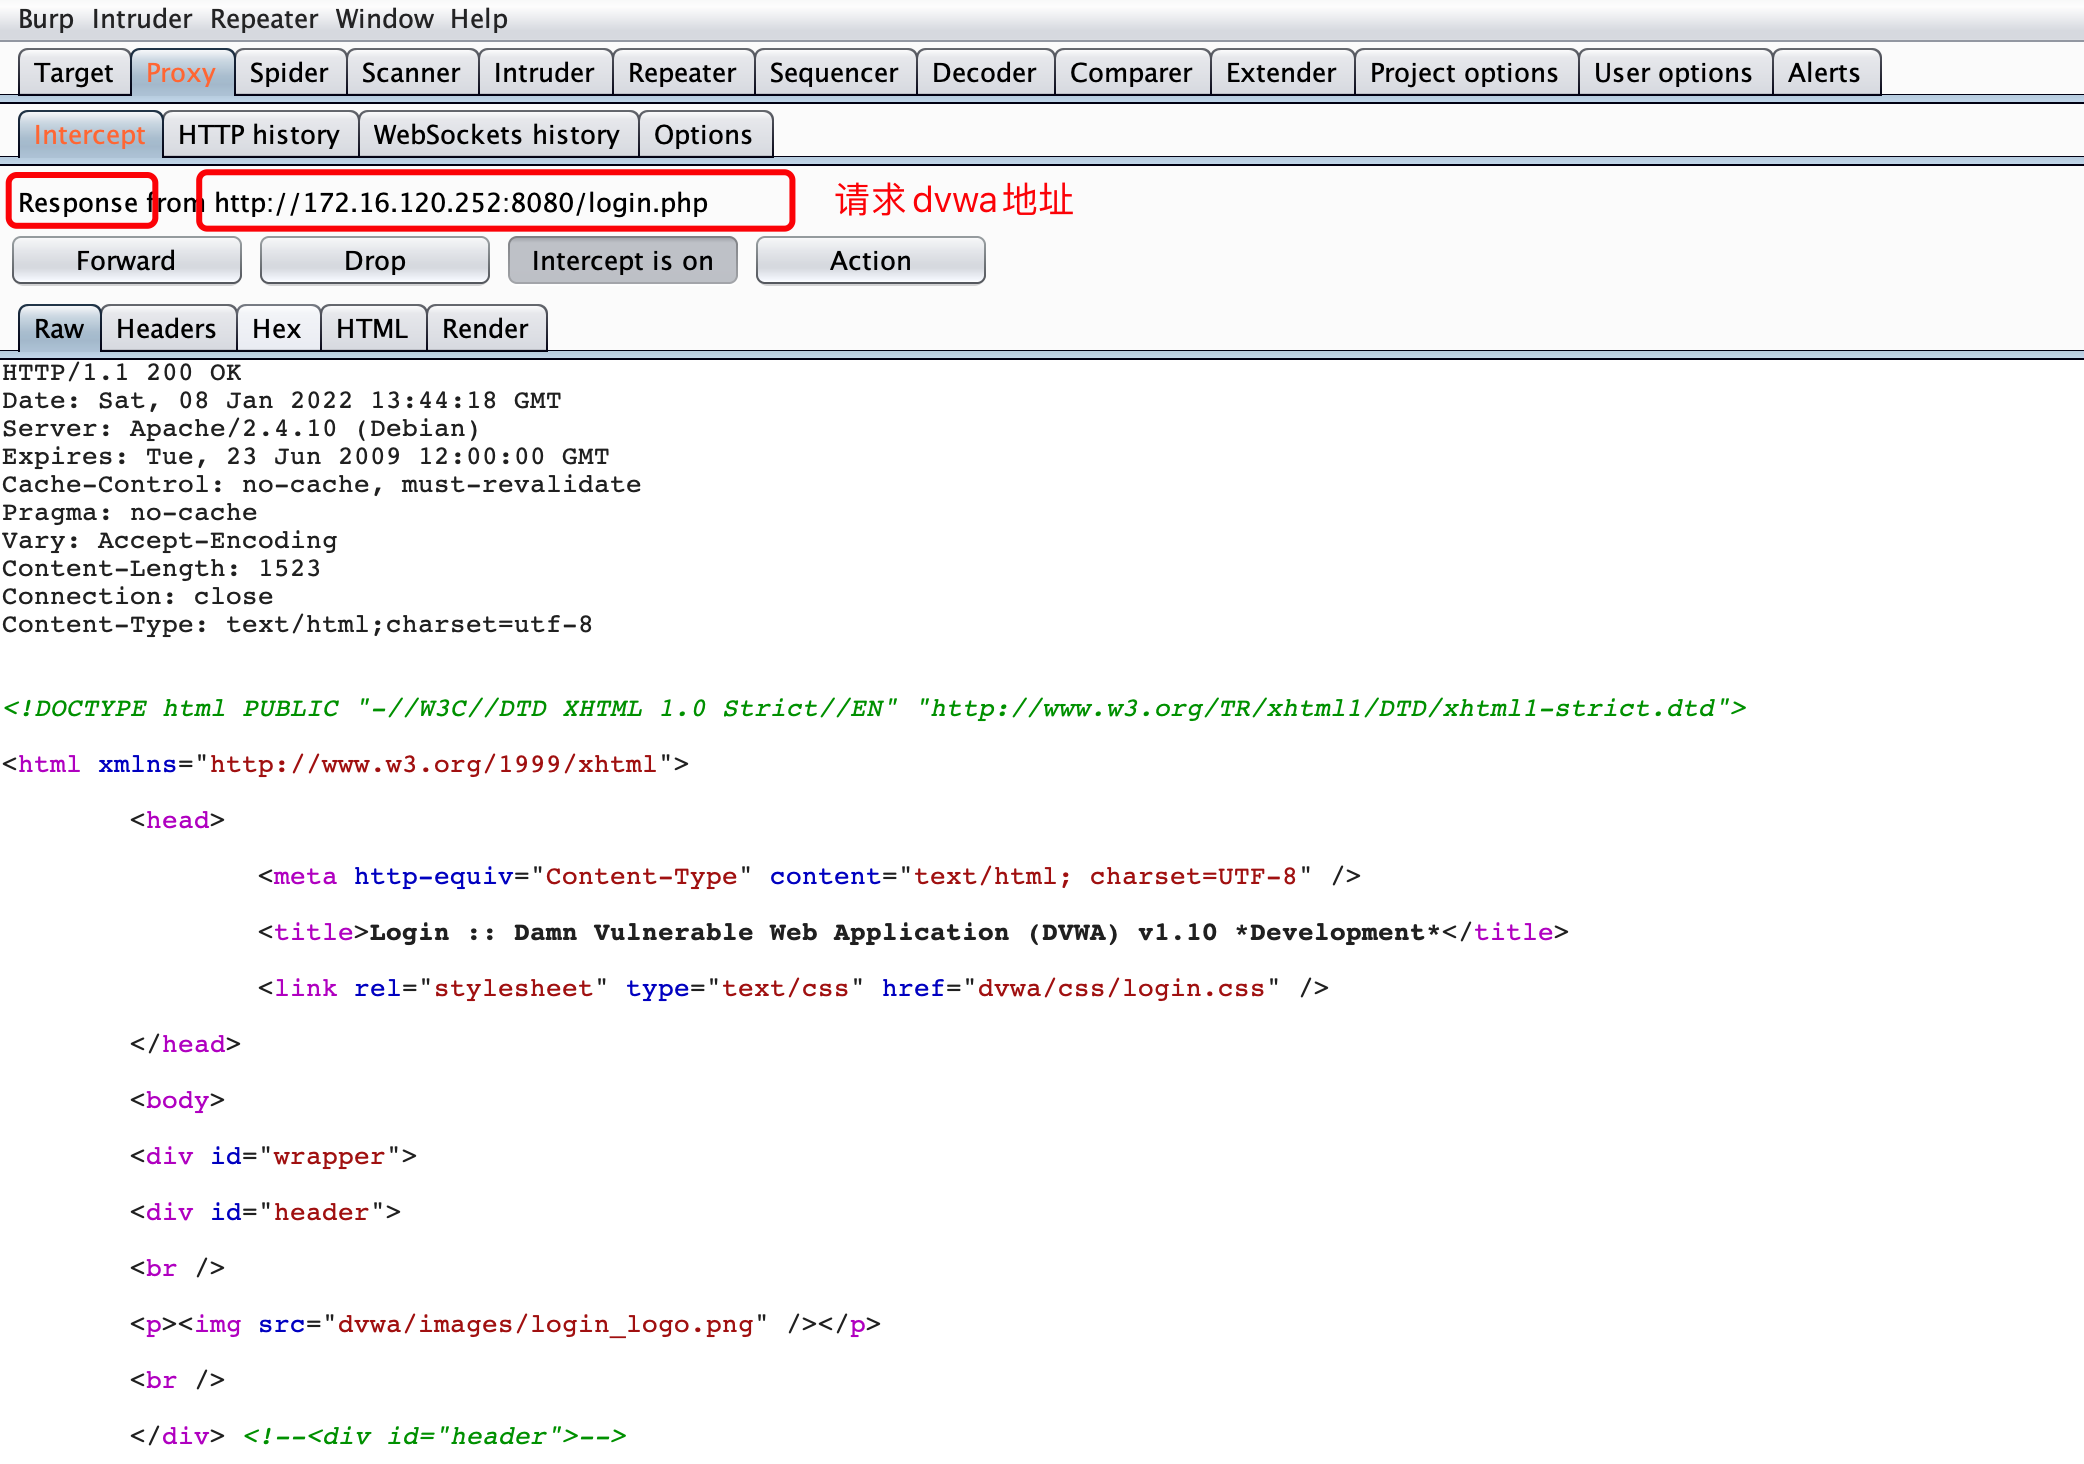 Burp Intruder Repeater Window Help
Target Proxy Spider Scanner Intruder Repeater Sequencer Decoder Comparer Extender Project options User options Alerts
Intercept HTTP history WebSockets history Options
Response from http://172.16.120.252:8080/login.php 请求dvwa地址
Forward Drop Intercept is on Action
Raw Headers Hex HTML Render
HTTP/1.1 200 OK
Date: Sat, 08 Jan 2022 13:44:18 GMT
Server: Apache/2.4.10 (Debian)
Expires: Tue, 23 Jun 2009 12:00:00 GMT
Cache-Control: no-cache, must-revalidate
Pragma: no-cache
Vary: Accept-Encoding
Content-Length: 1523
Connection: close
Content-Type: text/html;charset=utf-8
<!DOCTYPE html PUBLIC "-//W3C//DTD XHTML 1.0 Strict//EN" "http://www.w3.org/TR/xhtml1/DTD/xhtml1-strict.dtd">
<html xmlns="http://www.w3.org/1999/xhtml">
<head>
<meta http-equiv="Content-Type" content="text/html; charset=UTF-8" />
<title>Login :: Damn Vulnerable Web Application (DVWA) v1.10 *Development*</title>
<link rel="stylesheet" type="text/css" href="dvwa/css/login.css" />
</head>
<body>
<div id="wrapper">
<div id="header">
<br />
<p><img src="dvwa/images/login_logo.png" /></p>
<br />
</div> <!--<div id="header">-->